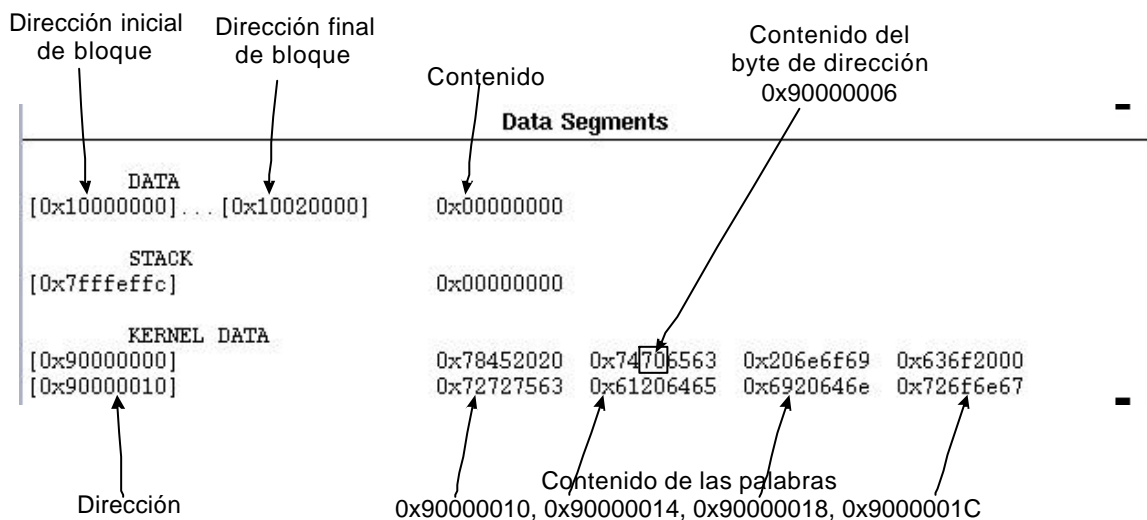 Dirección inicial
de bloque
Dirección final
de bloque
Contenido
Contenido del
byte de dirección
0x90000006
Data Segments
DATA
[0x10000000]...[0x10020000] 0x00000000
STACK
[0x7fffeffc] 0x00000000
KERNEL DATA
[0x90000000] 0x78452020 0x74706563 0x206e6f69 0x636f2000
[0x90000010] 0x72727563 0x61206465 0x6920646e 0x726f6e67
Dirección
Contenido de las palabras
0x90000010, 0x90000014, 0x90000018, 0x9000001C